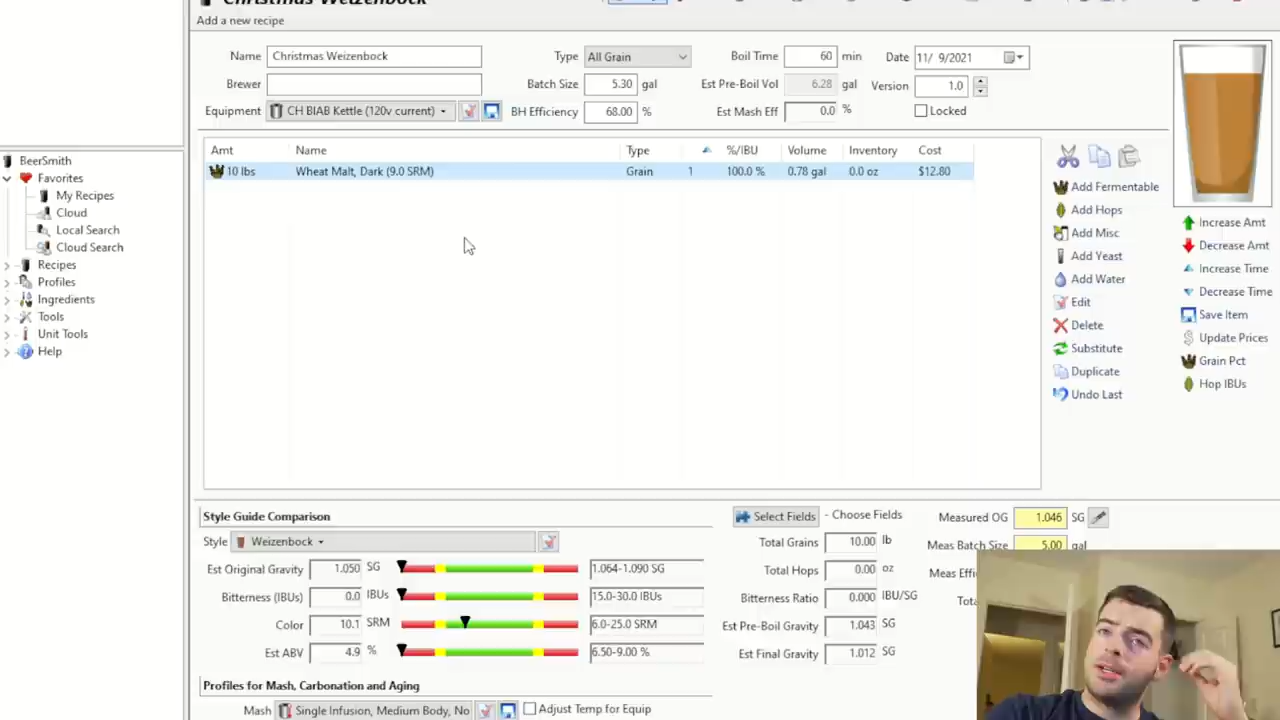 Christmas Weizenbock
Add a new recipe
Name Christmas Weizenbock Type All Grain Boil Time 60 min Date 11/ 9/2021
Brewer Batch Size 5.30 gal Est Pre-Boil Vol 6.28 gal Version 1.0
Equipment CH BIAB Kettle (120v current) BH Efficiency 68.00 % Est Mash Eff 0.0 % Locked
Amt Name Type %/IBU Volume Inventory Cost
10 lbs Wheat Malt, Dark (9.0 SRM) Grain 1 100.0 % 0.78 gal 0.0 oz $12.80
BeerSmith
Favorites
My Recipes
Cloud
Local Search
Cloud Search
Recipes
Profiles
Ingredients
Tools
Unit Tools
Help
Add Fermentable
Add Hops
Add Misc
Add Yeast
Add Water
Edit
Delete
Substitute
Duplicate
Undo Last
Increase Amt
Decrease Amt
Increase Time
Decrease Time
Save Item
Update Prices
Grain Pct
Hop IBUs
Style Guide Comparison
Style Weizenbock
Est Original Gravity 1.050 SG 1.064-1.090 SG
Bitterness (IBUs) 0.0 IBUs 15.0-30.0 IBUs
Color 10.1 SRM 6.0-25.0 SRM
Est ABV 4.9 % 6.50-9.00 %
Select Fields - Choose Fields
Total Grains 10.00 lb
Total Hops 0.00 oz
Bitterness Ratio 0.000 IBU/SG
Est Pre-Boil Gravity 1.043 SG
Est Final Gravity 1.012 SG
Measured OG 1.046 SG
Meas Batch Size 5.00 gal
Meas Effi
Tot
Profiles for Mash, Carbonation and Aging
Mash Single Infusion, Medium Body, No Adjust Temp for Equip